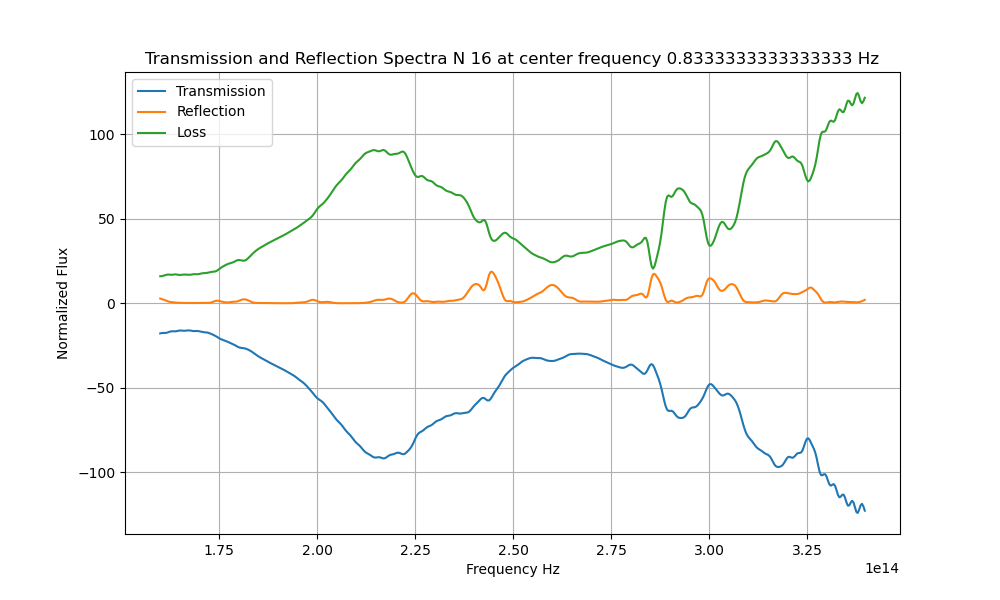 Transmission and Reflection Spectra N 16 at center frequency 0.8333333333333333 Hz
Transmission
Reflection
Loss
Normalized Flux
100
50
0
−50
−100
1.75
2.00
2.25
2.50
2.75
3.00
3.25
Frequency Hz
1e14